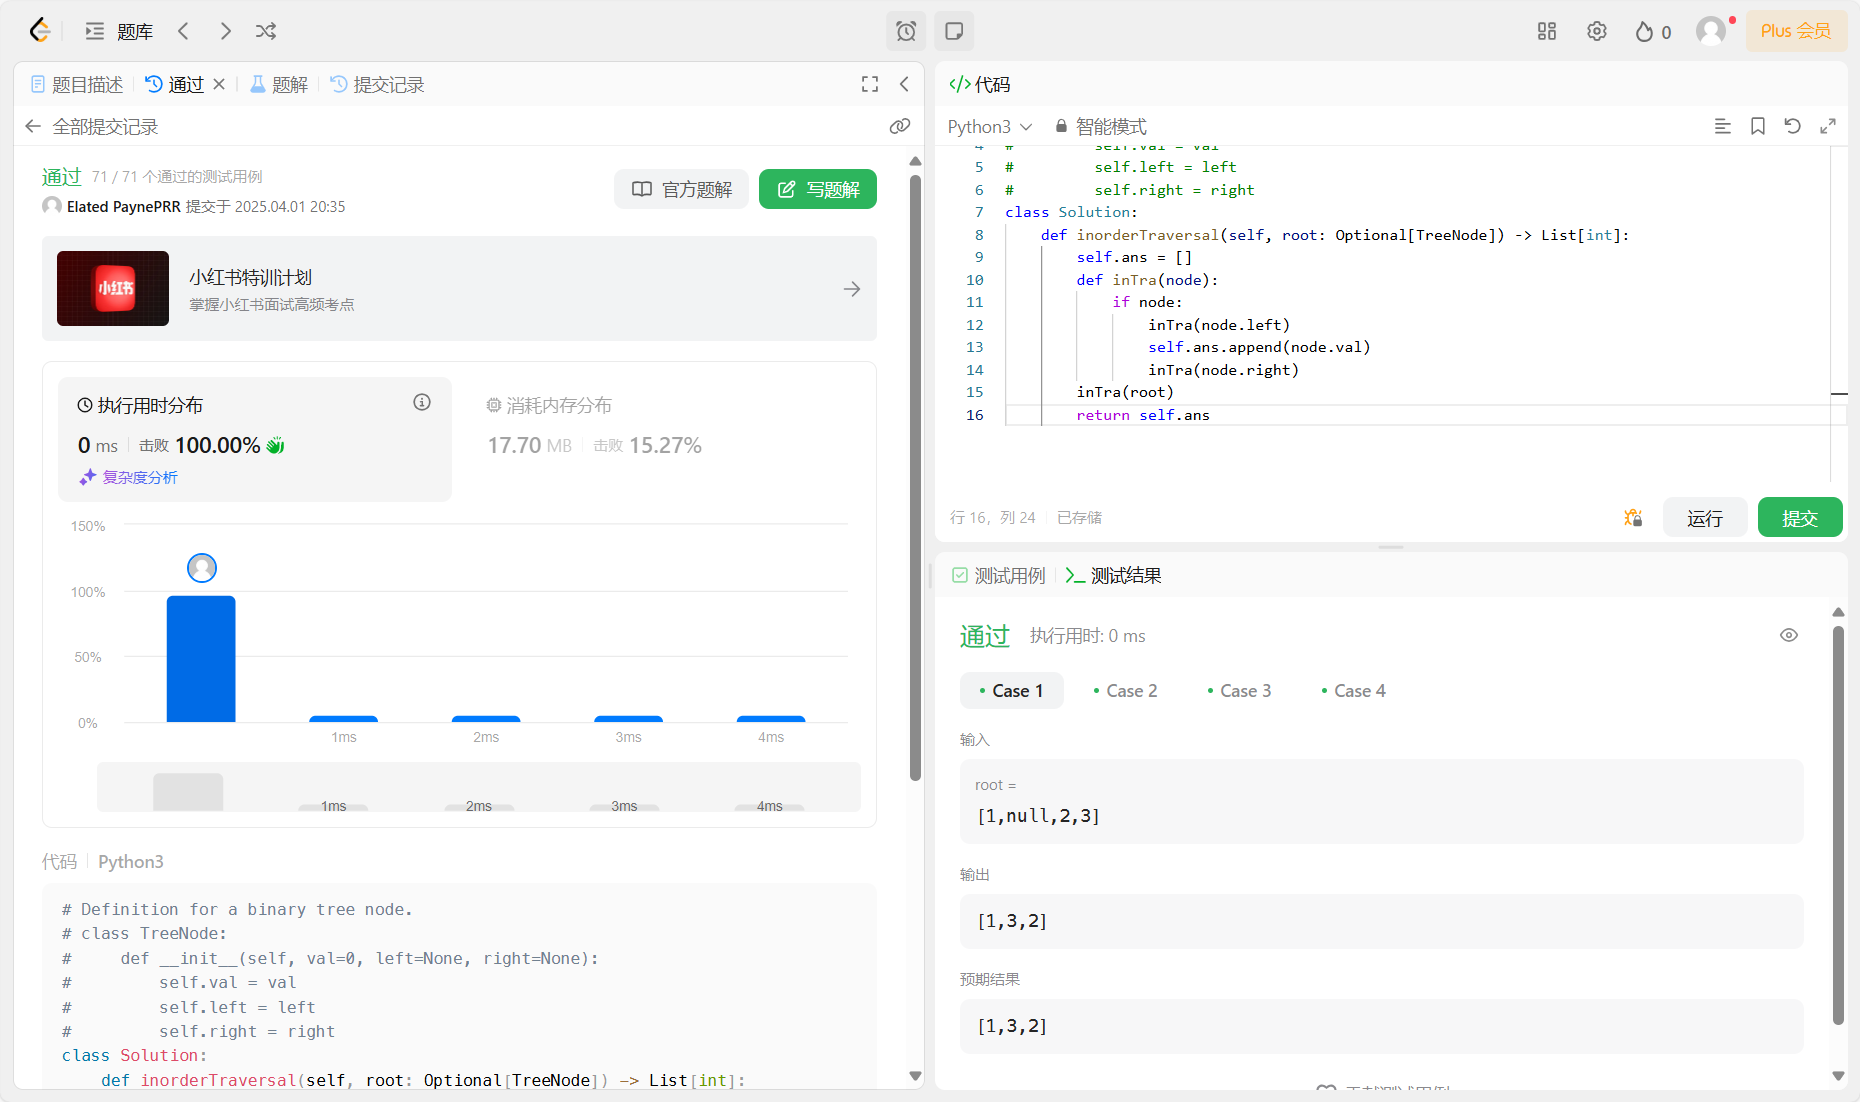 题库
0
Plus 会员
题目描述
通过
题解
提交记录
全部提交记录
通过 71 / 71 个通过的测试用例
Elated PaynePRR 提交于 2025.04.01 20:35
官方题解
写题解
小红书
小红书特训计划
掌握小红书面试高频考点
执行用时分布
0 ms 击败 100.00%
复杂度分析
消耗内存分布
17.70 MB 击败 15.27%
150%
100%
50%
0%
1ms 2ms 3ms 4ms
1ms 2ms 3ms 4ms
代码 Python3
# Definition for a binary tree node.
# class TreeNode:
#     def __init__(self, val=0, left=None, right=None):
#         self.val = val
#         self.left = left
#         self.right = right
class Solution:
    def inorderTraversal(self, root: Optional[TreeNode]) -> List[int]:
</> 代码
Python3 智能模式
4 #         self.val = val
5 #         self.left = left
6 #         self.right = right
7 class Solution:
8     def inorderTraversal(self, root: Optional[TreeNode]) -> List[int]:
9         self.ans = []
10         def inTra(node):
11             if node:
12                 inTra(node.left)
13                 self.ans.append(node.val)
14                 inTra(node.right)
15         inTra(root)
16         return self.ans
行 16, 列 24 已存储
运行
提交
测试用例
测试结果
通过 执行用时: 0 ms
Case 1
Case 2
Case 3
Case 4
输入
root =
[1,null,2,3]
输出
[1,3,2]
预期结果
[1,3,2]